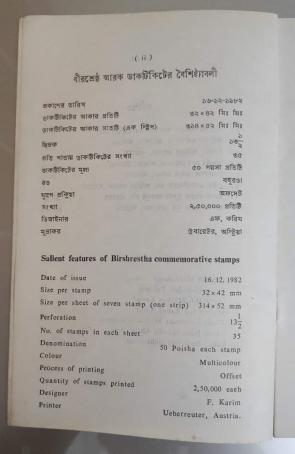 ( ii )
বীরশ্রেষ্ঠ স্মারক ডাকটিকিটের বৈশিষ্ট্যাবলী
প্রকাশের তারিখ ১৬-১২-১৯৮২
ডাকটিকিটের আকার প্রতিটি ৩২×৪২ মিঃ মিঃ
ডাকটিকিটের আকার সাতটি (এক স্ট্রিপ) ৩১৪×৫২ মিঃ মিঃ
ছিদ্রক ১৩১/২
প্রতি পাতায় ডাকটিকিটের সংখ্যা ৩৫
ডাকটিকিটের মূল্য ৫০ পয়সা প্রতিটি
রঙ বহুরঙা
মুদ্রণ প্রক্রিয়া অফসেট
সংখ্যা ২,৫০,০০০ প্রতিটি
ডিজাইনার এফ, করিম
মুদ্রাকর অস্ট্রিয়া
Salient features of Birshrestha commemorative stamps
Date of issue 16. 12. 1982
Size per stamp 32×42 mm
Size per sheet of seven stamp (one strip) 314×52 mm
Perforation 13 1/2
No. of stamps in each sheet 35
Denomination 50 Poisha each stamp
Colour Multicolour
Process of printing Offset
Quantity of stamps printed 2,50,000 each
Designer F. Karim
Printer Ueberreuter, Austria.